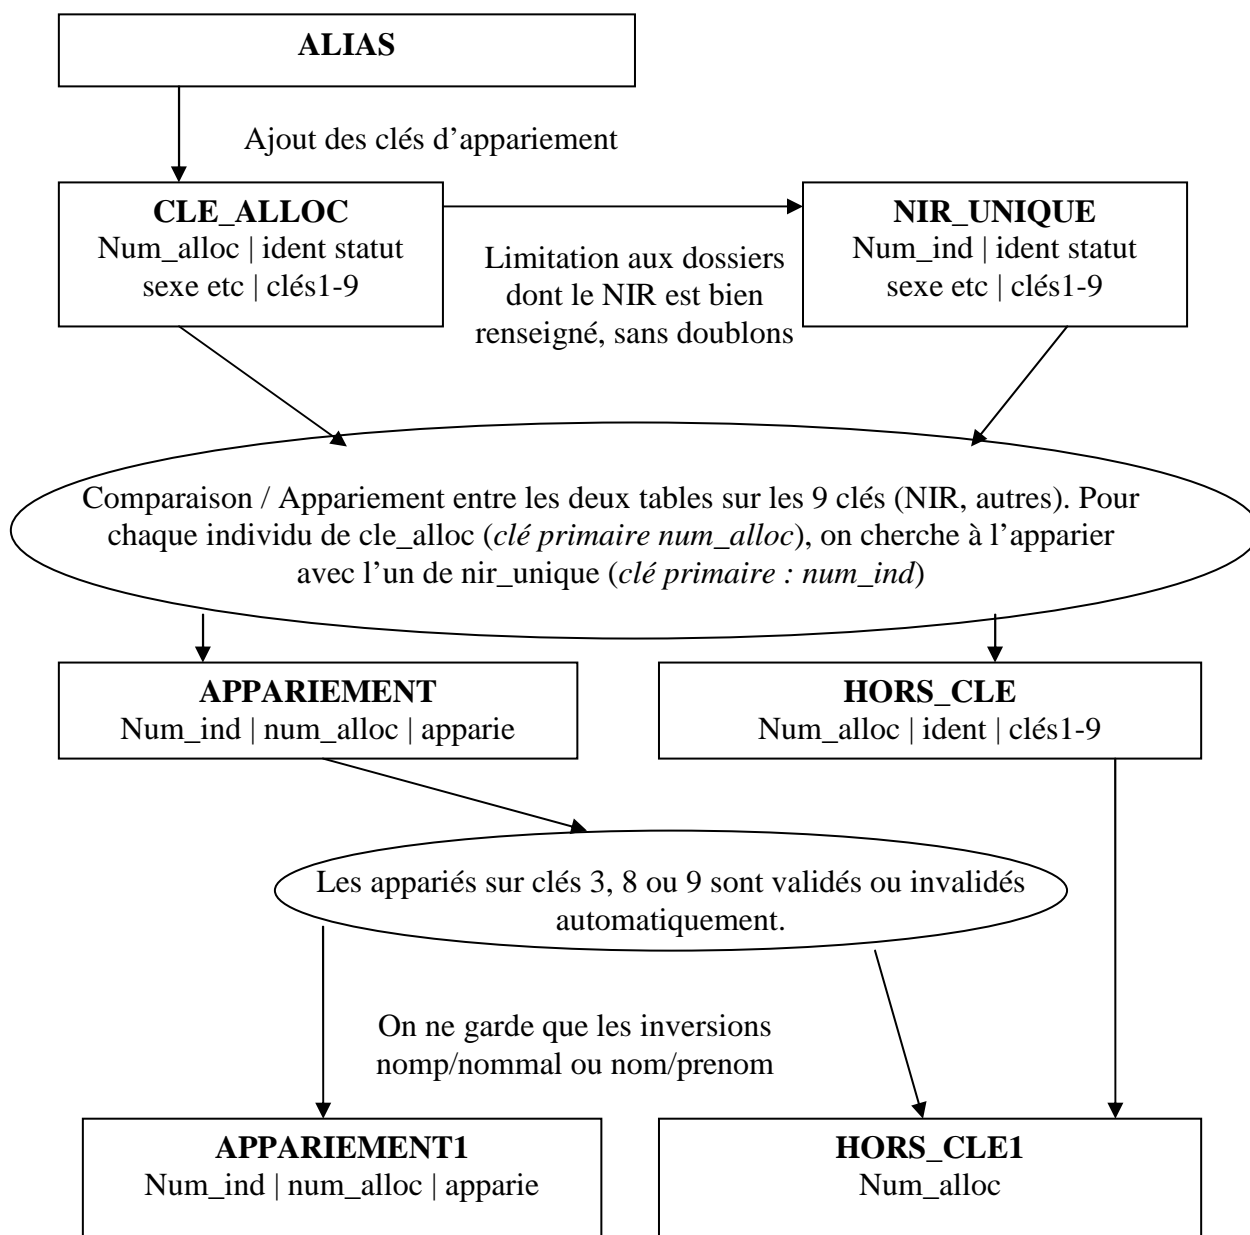 ALIAS
Ajout des clés d’appariement
CLE_ALLOC
Num_alloc | ident statut
sexe etc | clés1-9
NIR_UNIQUE
Num_ind | ident statut
sexe etc | clés1-9
Limitation aux dossiers
dont le NIR est bien
renseigné, sans doublons
Comparaison / Appariement entre les deux tables sur les 9 clés (NIR, autres). Pour
chaque individu de cle_alloc (clé primaire num_alloc), on cherche à l’apparier
avec l’un de nir_unique (clé primaire : num_ind)
APPARIEMENT
Num_ind | num_alloc | apparie
HORS_CLE
Num_alloc | ident | clés1-9
Les appariés sur clés 3, 8 ou 9 sont validés ou invalidés
automatiquement.
On ne garde que les inversions
nomp/nommal ou nom/prenom
APPARIEMENT1
Num_ind | num_alloc | apparie
HORS_CLE1
Num_alloc